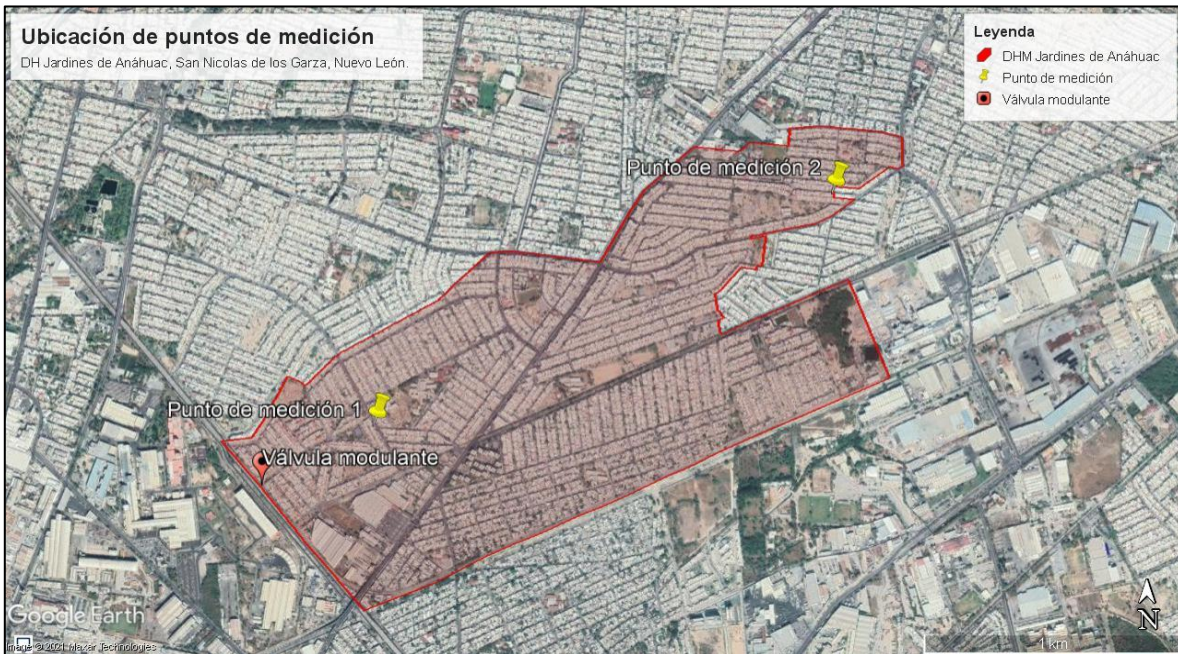 Ubicación de puntos de medición
DH Jardines de Anáhuac, San Nicolas de los Garza, Nuevo León.
Leyenda
DHM Jardines de Anáhuac
Punto de medición
Válvula modulante
Punto de medición 2
Punto de medición 1
Válvula modulante
Google Earth
Image © 2021 Maxar Technologies
N
1 km